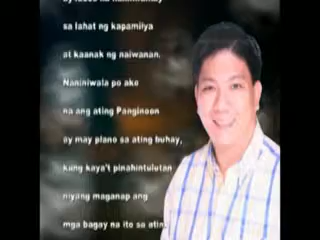 sa lahat ng kapamiiya
at kaanak ng naiwanan.
Naniniwala po ako
na ang ating Panginoon
ay may plano sa ating buhay,
kung kaya't pinahintulutan
niyang maganap ang
mga bagay na ito sa atin